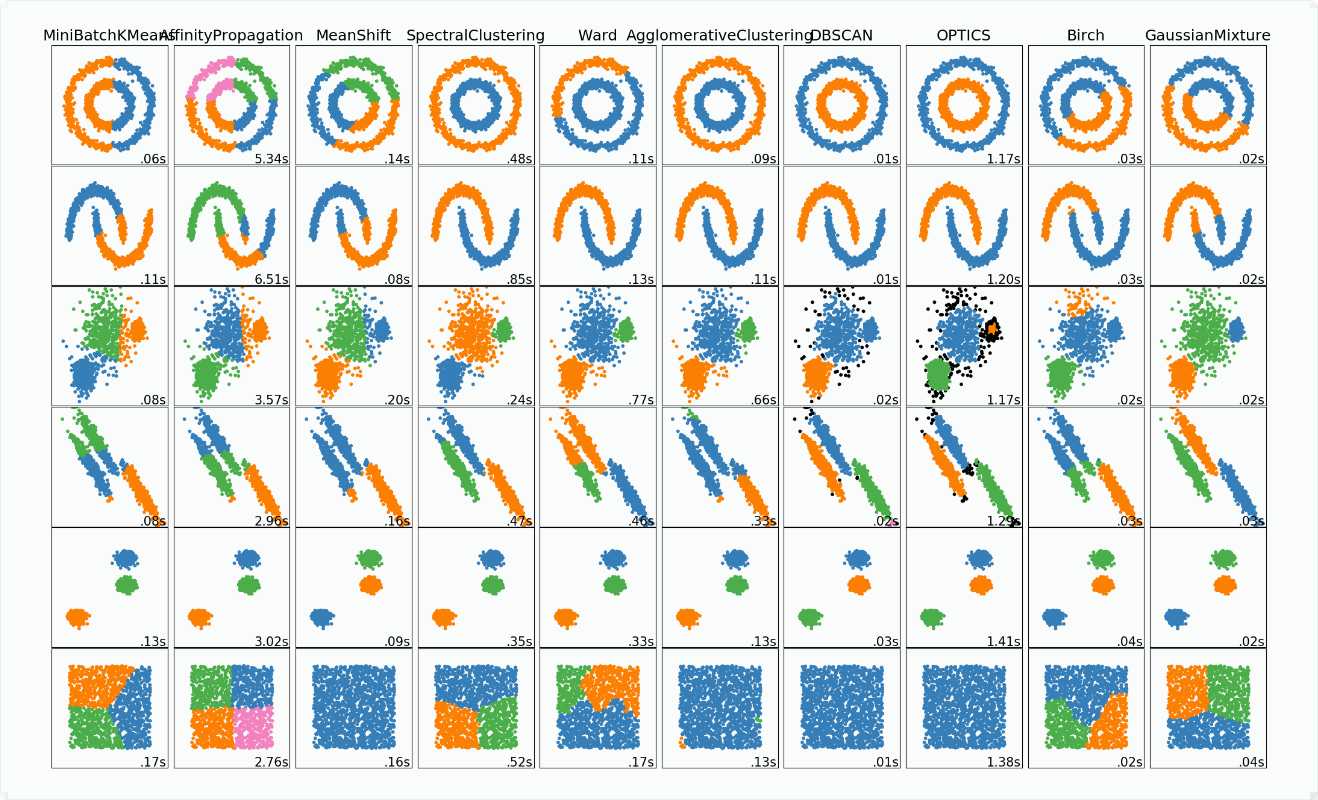 MiniBatchKMeans AffinityPropagation MeanShift SpectralClustering Ward AgglomerativeClustering DBSCAN OPTICS Birch GaussianMixture
.06s 5.34s .14s .48s .11s .09s .01s 1.17s .03s .02s
.11s 6.51s .08s .85s .13s .11s .01s 1.20s .03s .02s
.08s 3.57s .20s .24s .77s .66s .02s 1.17s .02s .02s
.08s 2.96s .16s .47s .46s .33s .02s 1.29s .03s .03s
.13s 3.02s .09s .35s .33s .13s .03s 1.41s .04s .02s
.17s 2.76s .16s .52s .17s .13s .01s 1.38s .02s .04s